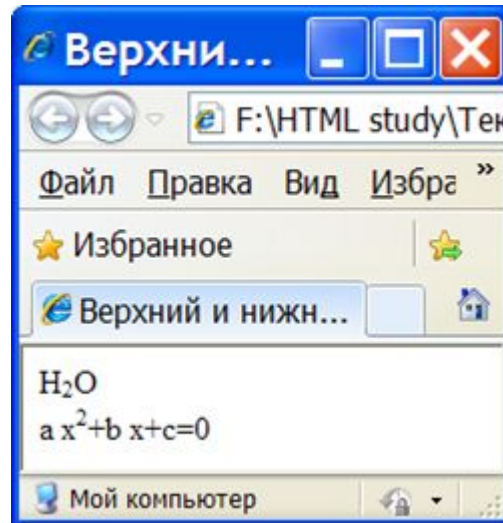 Верхни...
F:\HTML study\Тек
Файл Правка Вид Избра »
Избранное
Верхний и нижн...
H₂O
a x²+b x+c=0
Мой компьютер